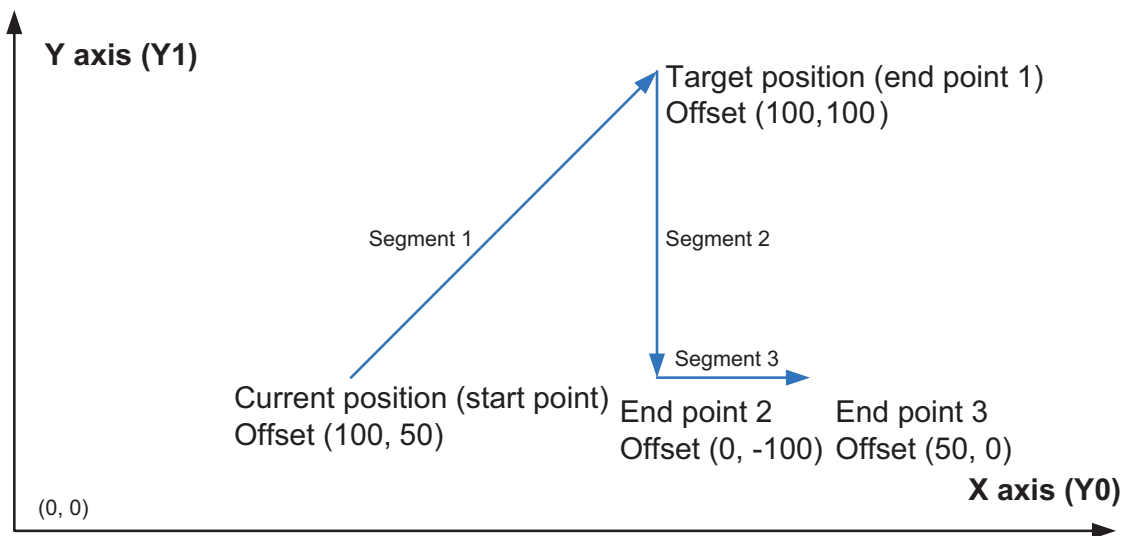 Y axis (Y1)
Target position (end point 1)
Offset (100,100)
Segment 1
Segment 2
Segment 3
Current position (start point)
Offset (100, 50)
End point 2
Offset (0, -100)
End point 3
Offset (50, 0)
X axis (Y0)
(0, 0)